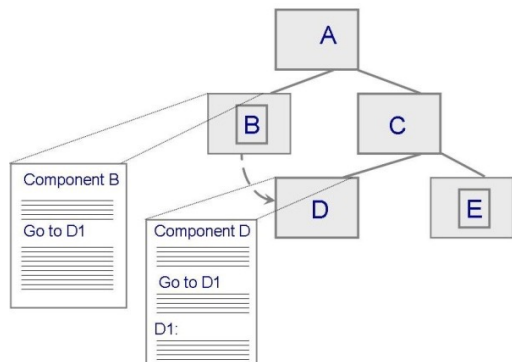 A
B
C
D
E
Component B
Go to D1
Component D
Go to D1
D1: